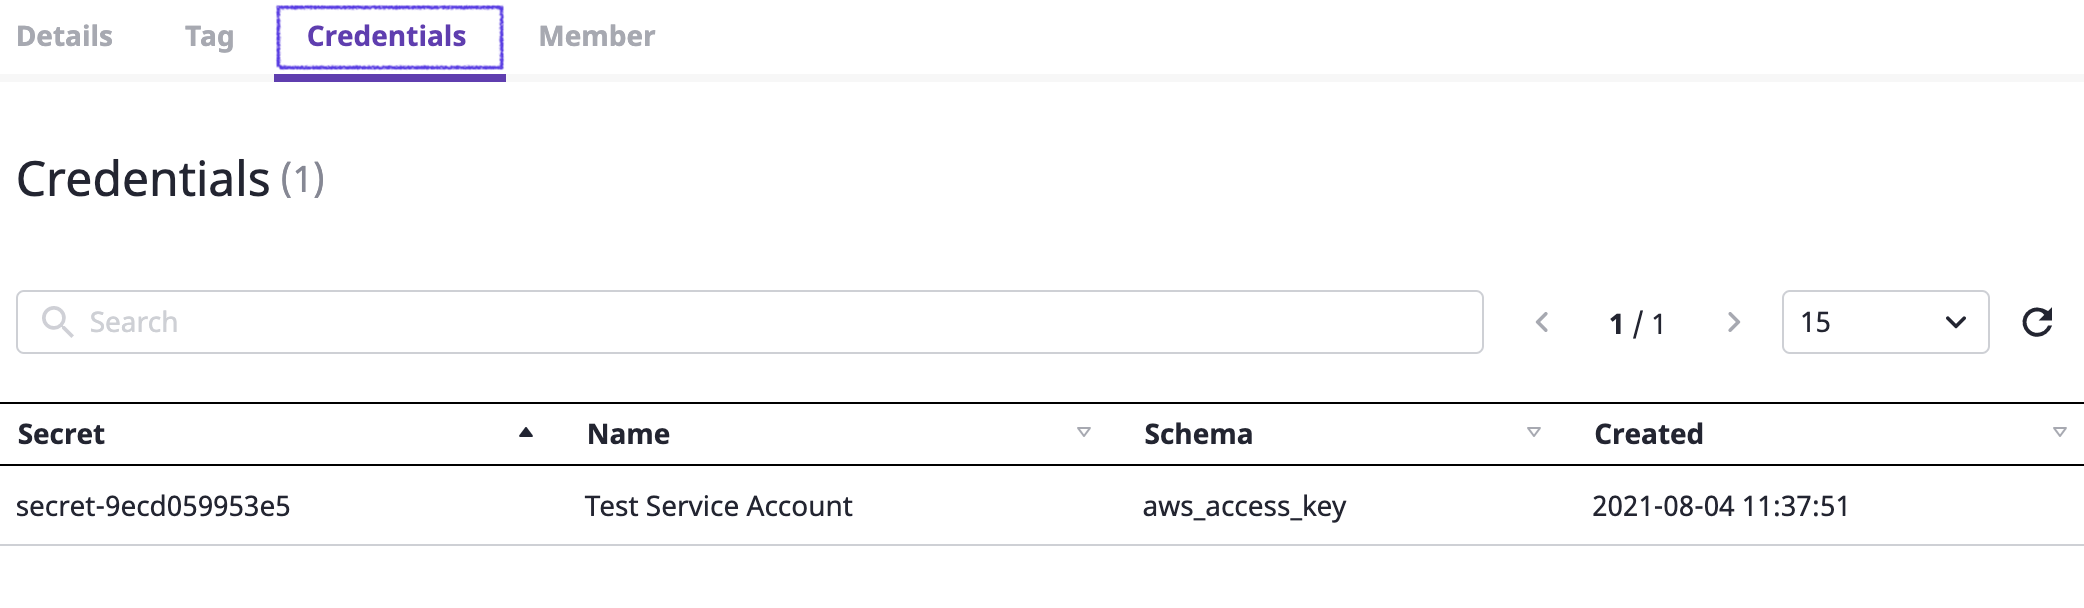 Details Tag Credentials Member
Credentials (1)
Search 1 / 1 15
Secret Name Schema Created
secret-9ecd059953e5 Test Service Account aws_access_key 2021-08-04 11:37:51